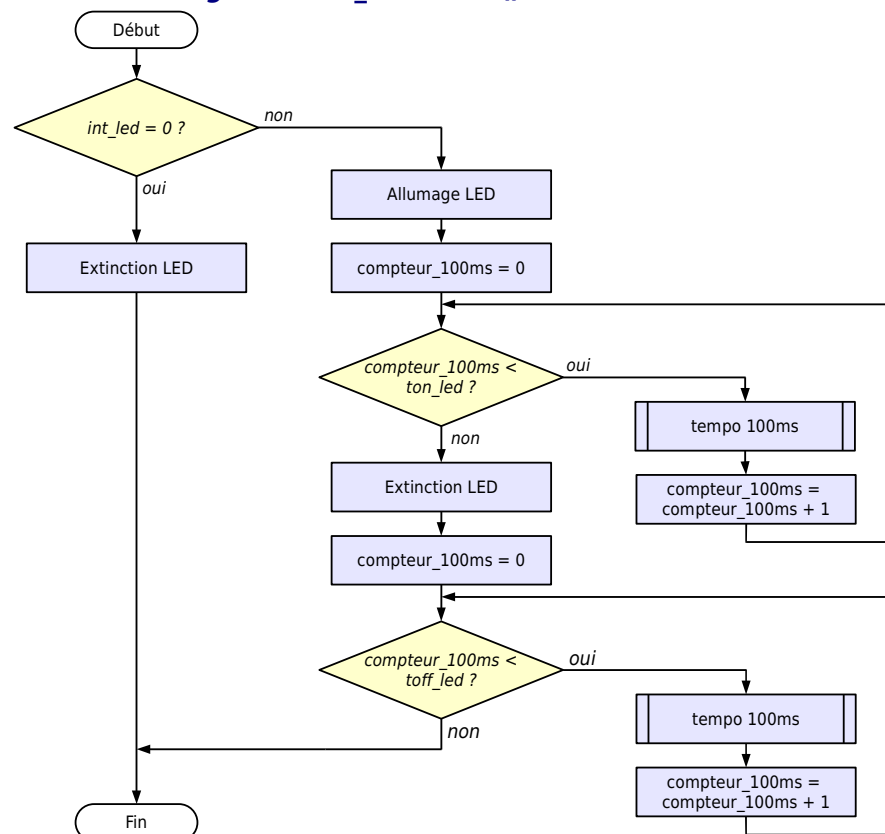 Début
int_led = 0 ?
non
oui
Allumage LED
Extinction LED
compteur_100ms = 0
compteur_100ms <
ton_led ?
oui
tempo 100ms
non
compteur_100ms =
compteur_100ms + 1
Extinction LED
compteur_100ms = 0
compteur_100ms <
toff_led ?
oui
tempo 100ms
non
compteur_100ms =
compteur_100ms + 1
Fin